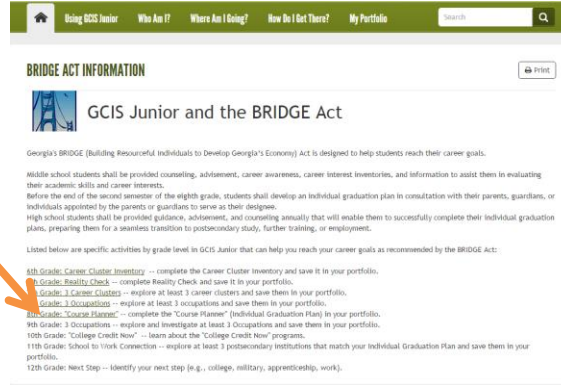 Using GCIS Junior Who Am I? Where Am I Going? How Do I Get There? My Portfolio Search
BRIDGE ACT INFORMATION
Print
GCIS Junior and the BRIDGE Act
Georgia's BRIDGE (Building Resourceful Individuals to Develop Georgia's Economy) Act is designed to help students reach their career goals.
Middle school students shall be provided counseling, advisement, career awareness, career interest inventories, and information to assist them in evaluating
their academic skills and career interests.
Before the end of the second semester of the eighth grade, students shall develop an individual graduation plan in consultation with their parents, guardians, or
individuals appointed by the parents or guardians to serve as their designee.
High school students shall be provided guidance, advisement, and counseling annually that will enable them to successfully complete their individual graduation
plans, preparing them for a seamless transition to postsecondary study, further training, or employment.
Listed below are specific activities by grade level in GCIS Junior that can help you reach your career goals as recommended by the BRIDGE Act:
6th Grade: Career Cluster Inventory -- complete the Career Cluster Inventory and save it in your portfolio.
Grade: Reality Check -- complete Reality Check and save it in your portfolio.
Grade: 3 Career Clusters -- explore at least 3 career clusters and save them in your portfolio.
Grade: 3 Occupations -- explore at least 3 occupations and save them in your portfolio.
8th Grade: "Course Planner" -- complete the "Course Planner" (Individual Graduation Plan) in your portfolio.
9th Grade: 3 Occupations -- explore and investigate at least 3 Occupations and save them in your portfolio.
10th Grade: "College Credit Now" -- learn about the "College Credit Now" programs.
11th Grade: School to Work Connection -- explore at least 3 postsecondary institutions that match your Individual Graduation Plan and save them in your
portfolio.
12th Grade: Next Step -- identify your next step (e.g., college, military, apprenticeship, work).